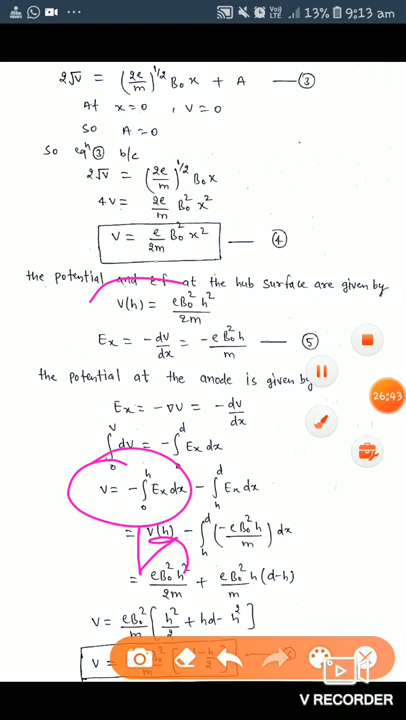 13% 9:13 am
2√V = (2e/m)^1/2 B₀x + A —③
At x=0 , V=0
So A=0
So eqⁿ ③ b/c
2√V = (2e/m)^1/2 B₀x
4V = 2e/m B₀² x²
V = e/2m B₀² x² —④
the potential and at the hub surface are given by
V(h) = eB₀² h²/2m
Eₓ = -dV/dx = -eB₀² h/m —⑤
26:43
the potential at the anode is given by
Eₓ = -∇V = -dV/dx
∫₀^V dV = -∫₀^d Eₓ dx
V = -∫₀^h Eₓ dx - ∫ₕ^d Eₓ dx
= V(h) - ∫ₕ^d (-eB₀² h/m) dx
= eB₀² h²/2m + eB₀² h/m (d-h)
V = eB₀²/m [h²/2 + hd - h²]
V =
V RECORDER